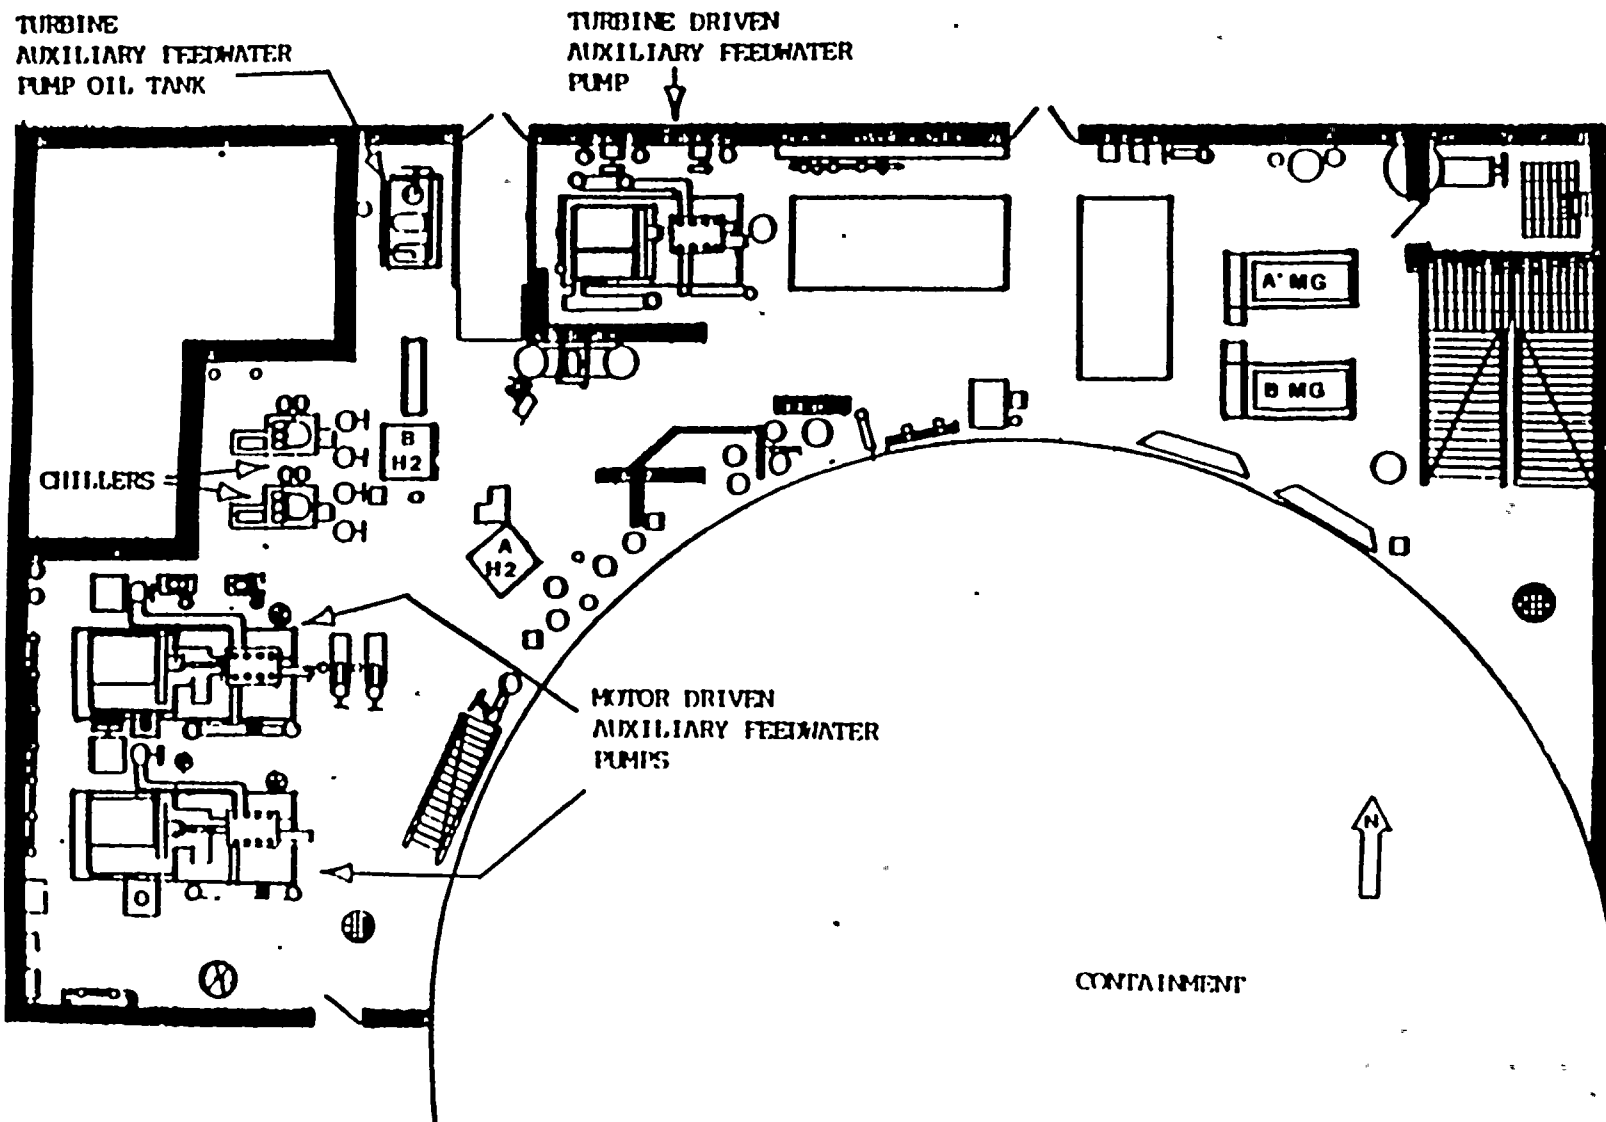 TURBINE
AUXILIARY FEEDWATER
PUMP OIL TANK
TURBINE DRIVEN
AUXILIARY FEEDWATER
PUMP
A' MG
B MG
B
H2
CHILLERS
A
H2
MOTOR DRIVEN
AUXILIARY FEEDWATER
PUMPS
N
CONTAINMENT